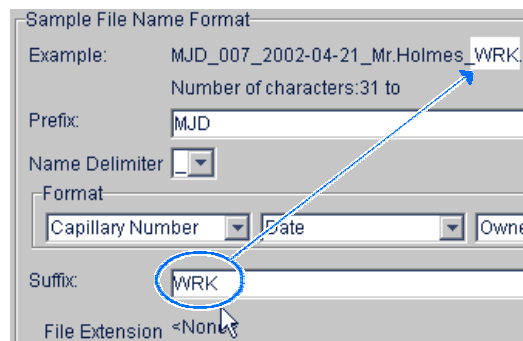 Sample File Name Format
Example: MJD_007_2002-04-21_Mr.Holmes_WRK.
Number of characters:31 to
Prefix: MJD
Name Delimiter _
Format
Capillary Number Date Owne
Suffix: WRK
File Extension <None>